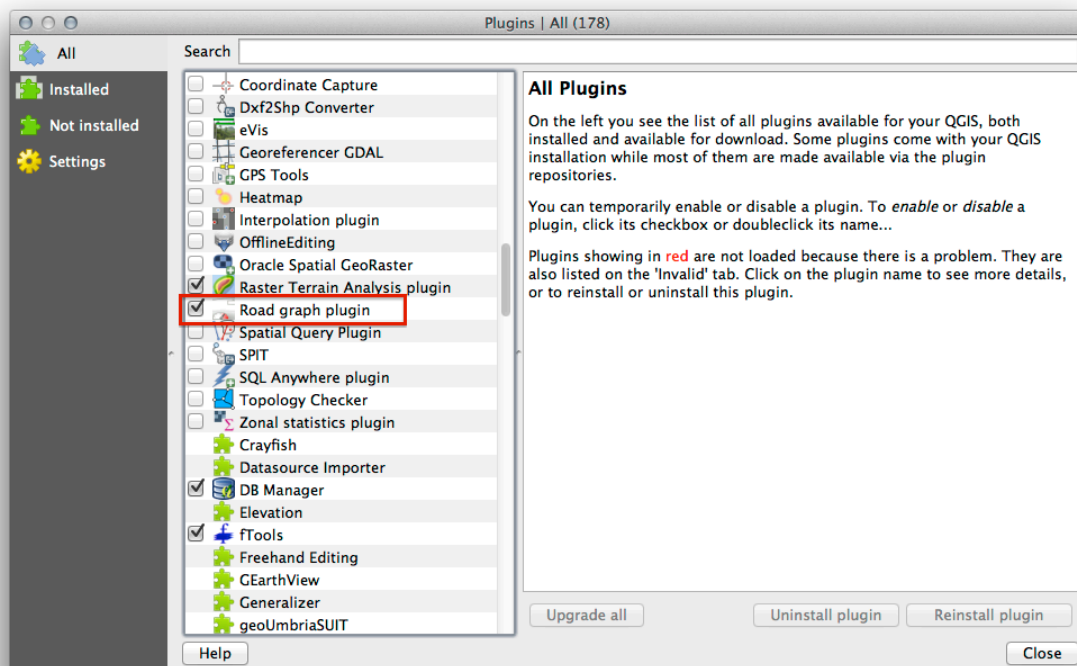 Plugins | All (178)
All
Installed
Not installed
Settings
Search
Coordinate Capture
Dxf2Shp Converter
eVis
Georeferencer GDAL
GPS Tools
Heatmap
Interpolation plugin
OfflineEditing
Oracle Spatial GeoRaster
Raster Terrain Analysis plugin
Road graph plugin
Spatial Query Plugin
SPIT
SQL Anywhere plugin
Topology Checker
Zonal statistics plugin
Crayfish
Datasource Importer
DB Manager
Elevation
fTools
Freehand Editing
GEarthView
Generalizer
geoUmbriaSUIT
All Plugins
On the left you see the list of all plugins available for your QGIS, both
installed and available for download. Some plugins come with your QGIS
installation while most of them are made available via the plugin
repositories.
You can temporarily enable or disable a plugin. To enable or disable a
plugin, click its checkbox or doubleclick its name...
Plugins showing in red are not loaded because there is a problem. They are
also listed on the 'Invalid' tab. Click on the plugin name to see more details,
or to reinstall or uninstall this plugin.
Upgrade all
Uninstall plugin
Reinstall plugin
Help
Close